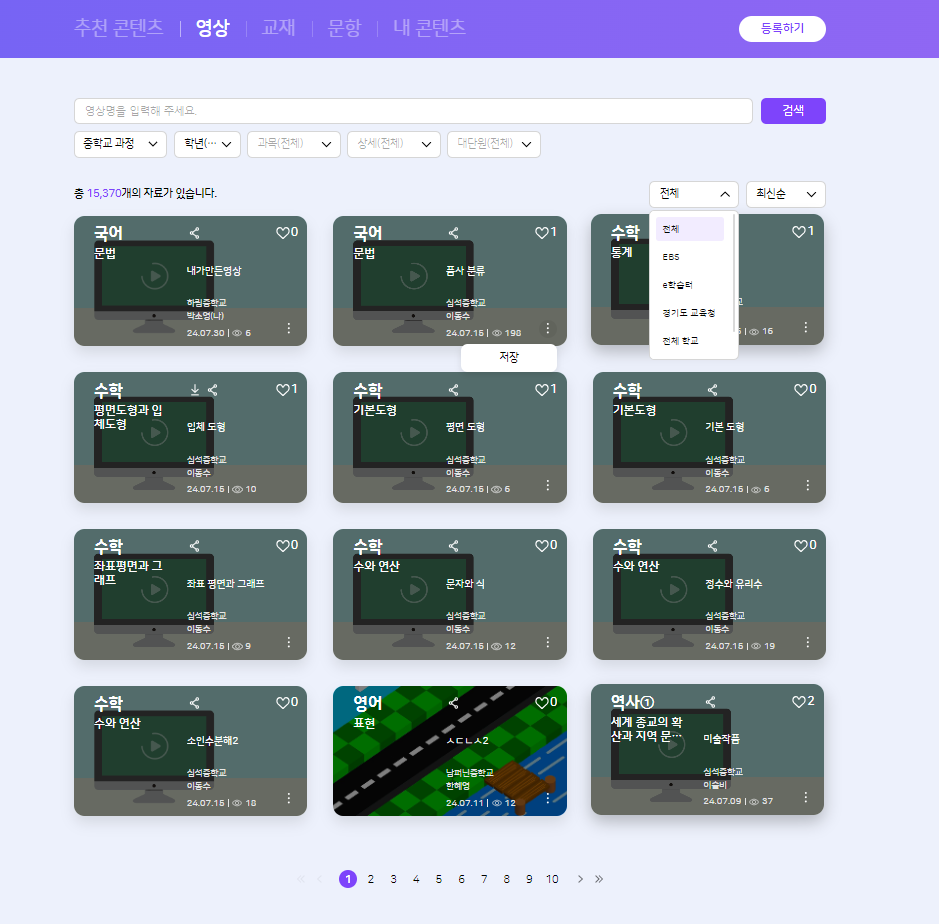 추천 콘텐츠 | 영상 | 교재 | 문항 | 내 콘텐츠
등록하기
영상명을 입력해 주세요.
검색
중학교 과정
학년(…
과목(전체)
상세(전체)
대단원(전체)
총 15,370개의 자료가 있습니다.
전체
최신순
전체
EBS
e학습터
경기도 교육청
전체 학교
국어
0
문법
내가만든영상
하림중학교
박소영(나)
24.07.30 | 6
국어
1
문법
품사 분류
심석중학교
이동수
24.07.15 | 198
저장
수학
1
통계
16
수학
1
평면도형과 입
체도형
입체 도형
심석중학교
이동수
24.07.15 | 10
수학
1
기본도형
평면 도형
심석중학교
이동수
24.07.15 | 6
수학
0
기본도형
기본 도형
심석중학교
이동수
24.07.15 | 6
수학
0
좌표평면과 그
래프
좌표 평면과 그래프
심석중학교
이동수
24.07.15 | 9
수학
0
수와 연산
문자와 식
심석중학교
이동수
24.07.15 | 12
수학
0
수와 연산
정수와 유리수
심석중학교
이동수
24.07.15 | 19
수학
0
수와 연산
소인수분해2
심석중학교
이동수
24.07.15 | 18
영어
0
표현
ㅅㄷㄴㅅ2
한혜영
24.07.11 | 12
역사①
2
세계 종교의 확
산과 지역 문…
미술작품
심석중학교
이슬비
24.07.09 | 37
« ‹ 1 2 3 4 5 6 7 8 9 10 › »